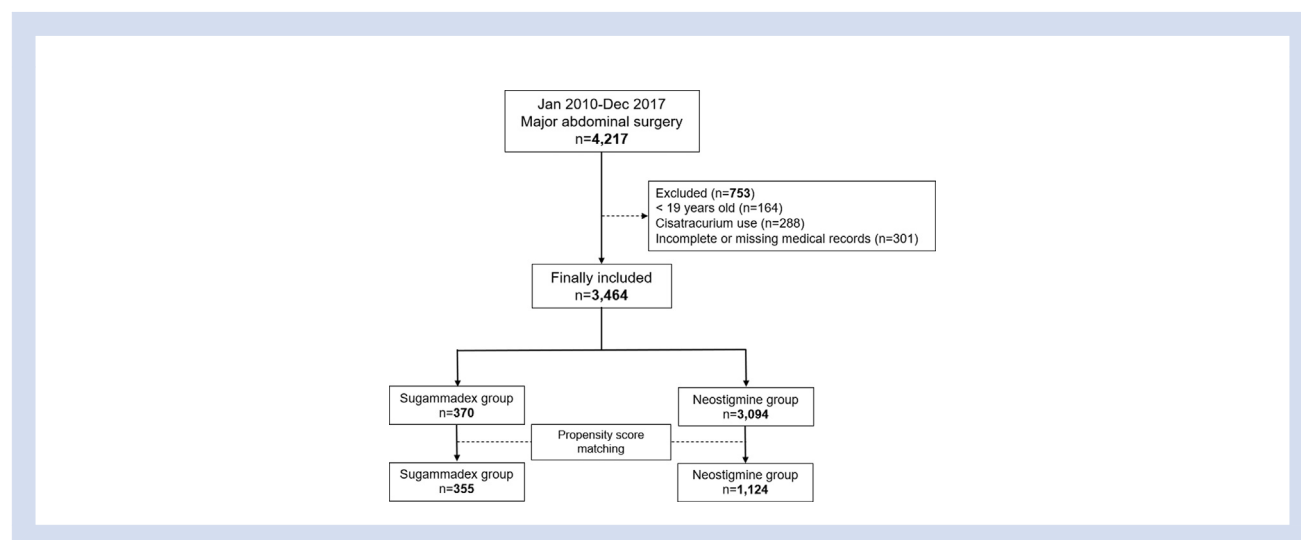 Jan 2010-Dec 2017
Major abdominal surgery
n=4,217
Excluded (n=753)
< 19 years old (n=164)
Cisatracurium use (n=288)
Incomplete or missing medical records (n=301)
Finally included
n=3,464
Sugammadex group
n=370
Neostigmine group
n=3,094
Propensity score
matching
Sugammadex group
n=355
Neostigmine group
n=1,124